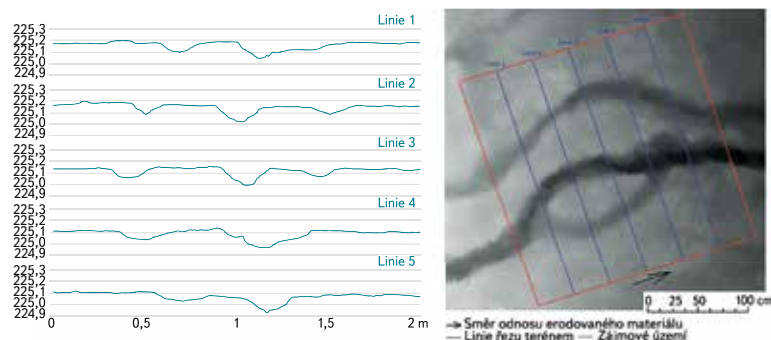 Linie 1
225,3
225,2
225,1
225,0
224,9
Linie 2
225,3
225,2
225,1
225,0
224,9
Linie 3
225,3
225,2
225,1
225,0
224,9
Linie 4
225,3
225,2
225,1
225,0
224,9
Linie 5
225,3
225,2
225,1
225,0
224,9
0 0,5 1 1,5 2 m
0 25 50 100 cm
Směr odnosu erodovaného materiálu
Linie řezu terénem Zájmové území